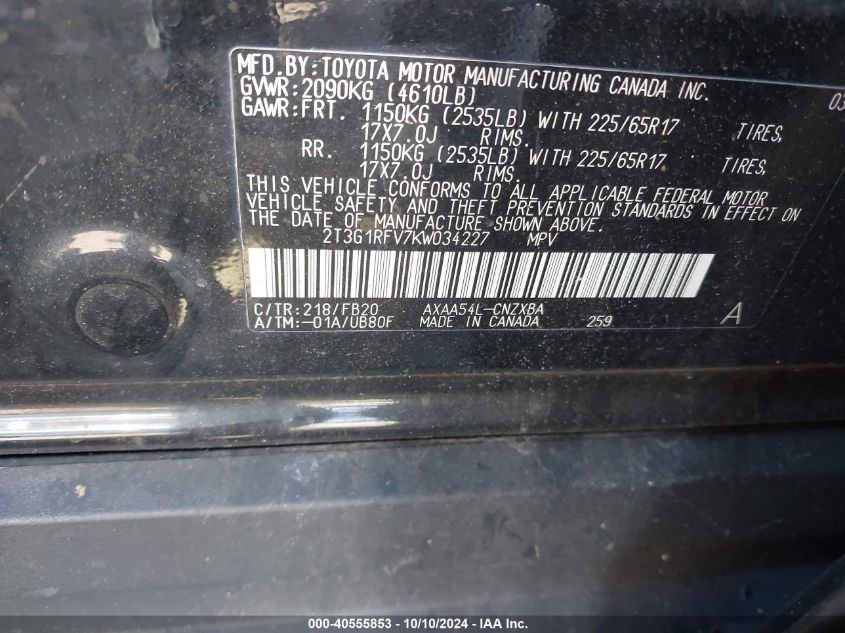 MFD.BY:TOYOTA MOTOR MANUFACTURING CANADA INC.
GVWR:2090KG (4610LB) 03
GAWR:FRT. 1150KG (2535LB) WITH 225/65R17 TIRES,
17X7.0J RIMS.
RR. 1150KG (2535LB) WITH 225/65R17 TIRES,
17X7.0J RIMS.
THIS VEHICLE CONFORMS TO ALL APPLICABLE FEDERAL MOTOR
VEHICLE SAFETY AND THEFT PREVENTION STANDARDS IN EFFECT ON
THE DATE OF MANUFACTURE SHOWN ABOVE.
2T3G1RFV7KW034227 MPV
C/TR:218/FB20 AXAA54L-CNZXBA
A/TM:-01A/UB80F MADE IN CANADA 259 A
000-40555853 - 10/10/2024 - IAA Inc.